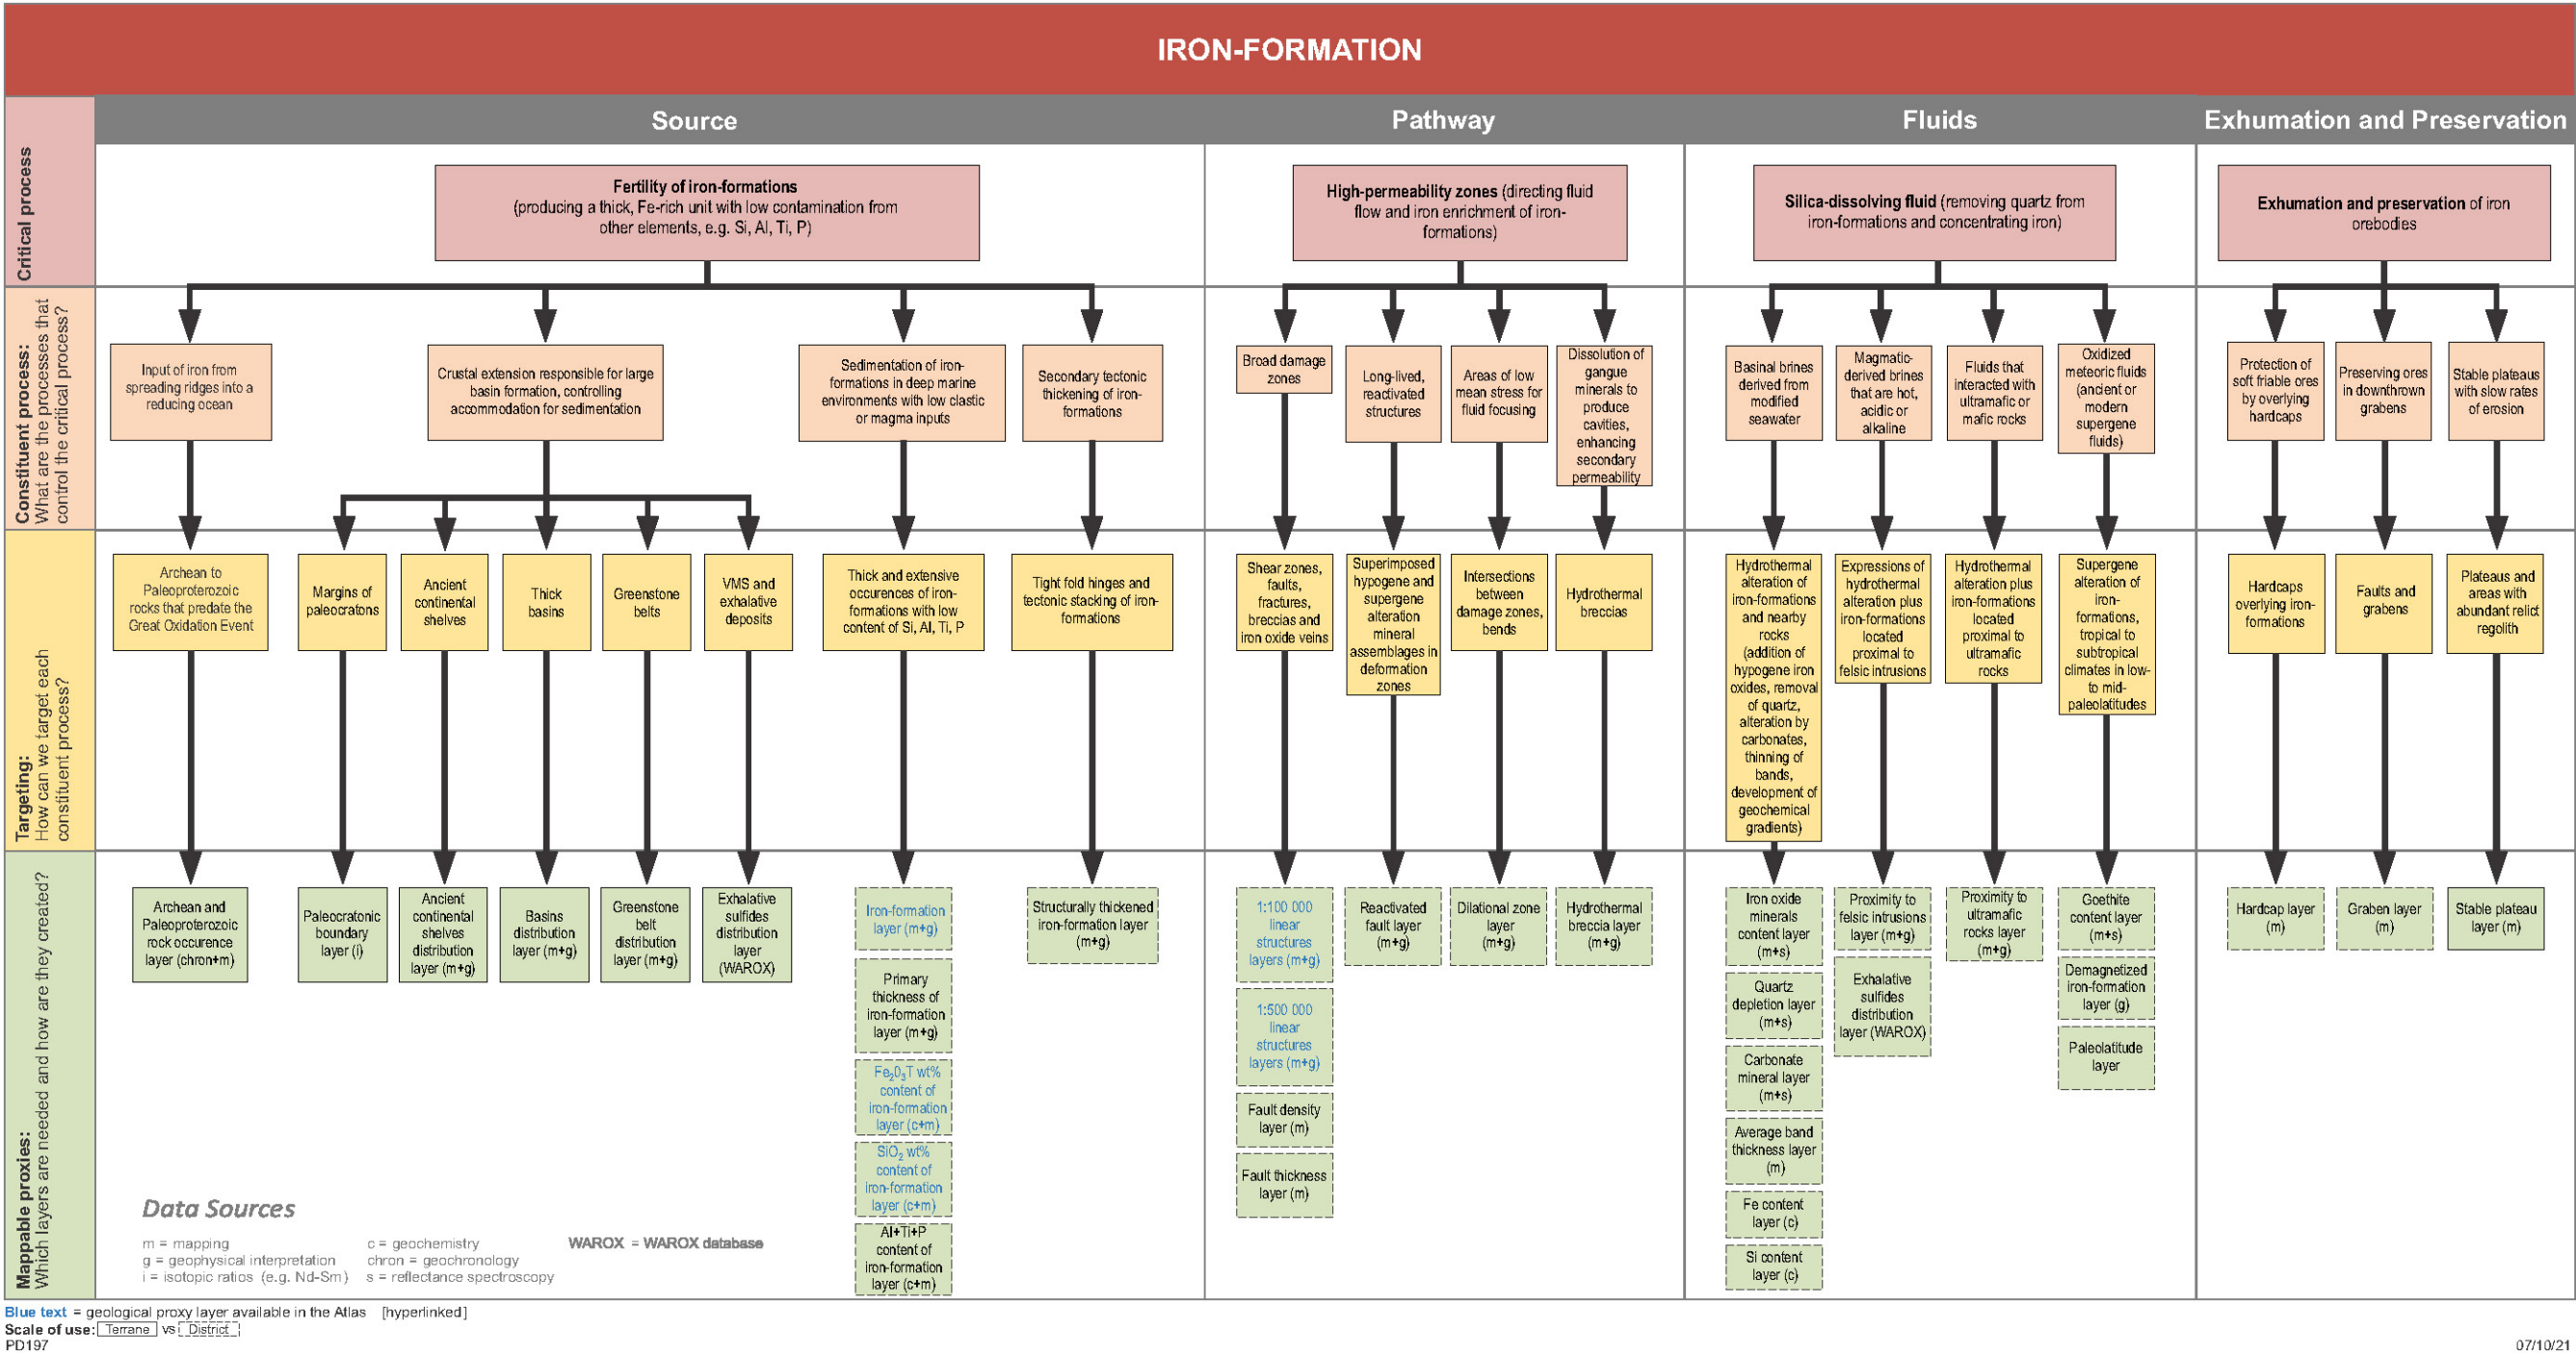 IRON-FORMATION
Source
Pathway
Fluids
Exhumation and Preservation
Critical process
Fertility of iron-formations
(producing a thick, Fe-rich unit with low contamination from
other elements, e.g. Si, Al, Ti, P)
High-permeability zones (directing fluid
flow and iron enrichment of iron-
formations)
Silica-dissolving fluid (removing quartz from
iron-formations and concentrating iron)
Exhumation and preservation of iron
orebodies
Constituent process:
What are the processes that
control the critical process?
Input of iron from
spreading ridges into a
reducing ocean
Crustal extension responsible for large
basin formation, controlling
accommodation for sedimentation
Sedimentation of iron-
formations in deep marine
environments with low clastic
or magma inputs
Secondary tectonic
thickening of iron-
formations
Broad damage
zones
Long-lived,
reactivated
structures
Areas of low
mean stress for
fluid focusing
Dissolution of
gangue
minerals to
produce
cavities,
enhancing
secondary
permeability
Basinal brines
derived from
modified
seawater
Magmatic-
derived brines
that are hot,
acidic or
alkaline
Fluids that
interacted with
ultramafic or
mafic rocks
Oxidized
meteoric fluids
(ancient or
modern
supergene
fluids)
Protection of
soft friable ores
by overlying
hardcaps
Preserving ores
in downthrown
grabens
Stable plateaus
with slow rates
of erosion
Targeting:
How can we target each
constituent process?
Archean to
Paleoproterozoic
rocks that predate the
Great Oxidation Event
Margins of
paleocratons
Ancient
continental
shelves
Thick
basins
Greenstone
belts
VMS and
exhalative
deposits
Thick and extensive
occurences of iron-
formations with low
content of Si, Al, Ti, P
Tight fold hinges and
tectonic stacking of iron-
formations
Shear zones,
faults,
fractures,
breccias and
iron oxide veins
Superimposed
hypogene and
supergene
alteration
mineral
assemblages in
deformation
zones
Intersections
between
damage zones,
bends
Hydrothermal
breccias
Hydrothermal
alteration of
iron-formations
and nearby
rocks
(addition of
hypogene iron
oxides, removal
of quartz,
alteration by
carbonates,
thinning of
bands,
development of
geochemical
gradients)
Expressions of
hydrothermal
alteration plus
iron-formations
located
proximal to
felsic intrusions
Hydrothermal
alteration plus
iron-formations
located
proximal to
ultramafic
rocks
Supergene
alteration of
iron-
formations,
tropical to
subtropical
climates in low-
to mid-
paleolatitudes
Hardcaps
overlying iron-
formations
Faults and
grabens
Plateaus and
areas with
abundant relict
regolith
Mappable proxies:
Which layers are needed and how are they created?
Archean and
Paleoproterozoic
rock occurence
layer (chron+m)
Paleocratonic
boundary
layer (i)
Ancient
continental
shelves
distribution
layer (m+g)
Basins
distribution
layer (m+g)
Greenstone
belt
distribution
layer (m+g)
Exhalative
sulfides
distribution
layer
(WAROX)
Iron-formation
layer (m+g)
Primary
thickness of
iron-formation
layer (m+g)
Fe₂0₃T wt%
content of
iron-formation
layer (c+m)
SiO₂ wt%
content of
iron-formation
layer (c+m)
Al+Ti+P
content of
iron-formation
layer (c+m)
Structurally thickened
iron-formation layer
(m+g)
1:100 000
linear
structures
layers (m+g)
1:500 000
linear
structures
layers (m+g)
Fault density
layer (m)
Fault thickness
layer (m)
Reactivated
fault layer
(m+g)
Dilational zone
layer
(m+g)
Hydrothermal
breccia layer
(m+g)
Iron oxide
minerals
content layer
(m+s)
Quartz
depletion layer
(m+s)
Carbonate
mineral layer
(m+s)
Average band
thickness layer
(m)
Fe content
layer (c)
Si content
layer (c)
Proximity to
felsic intrusions
layer (m+g)
Exhalative
sulfides
distribution
layer (WAROX)
Proximity to
ultramafic
rocks layer
(m+g)
Goethite
content layer
(m+s)
Demagnetized
iron-formation
layer (g)
Paleolatitude
layer
Hardcap layer
(m)
Graben layer
(m)
Stable plateau
layer (m)
Data Sources
m = mapping
g = geophysical interpretation
i = isotopic ratios (e.g. Nd-Sm)
c = geochemistry
chron = geochronology
s = reflectance spectroscopy
WAROX = WAROX database
Blue text = geological proxy layer available in the Atlas [hyperlinked]
Scale of use: Terrane vs District
PD197
07/10/21